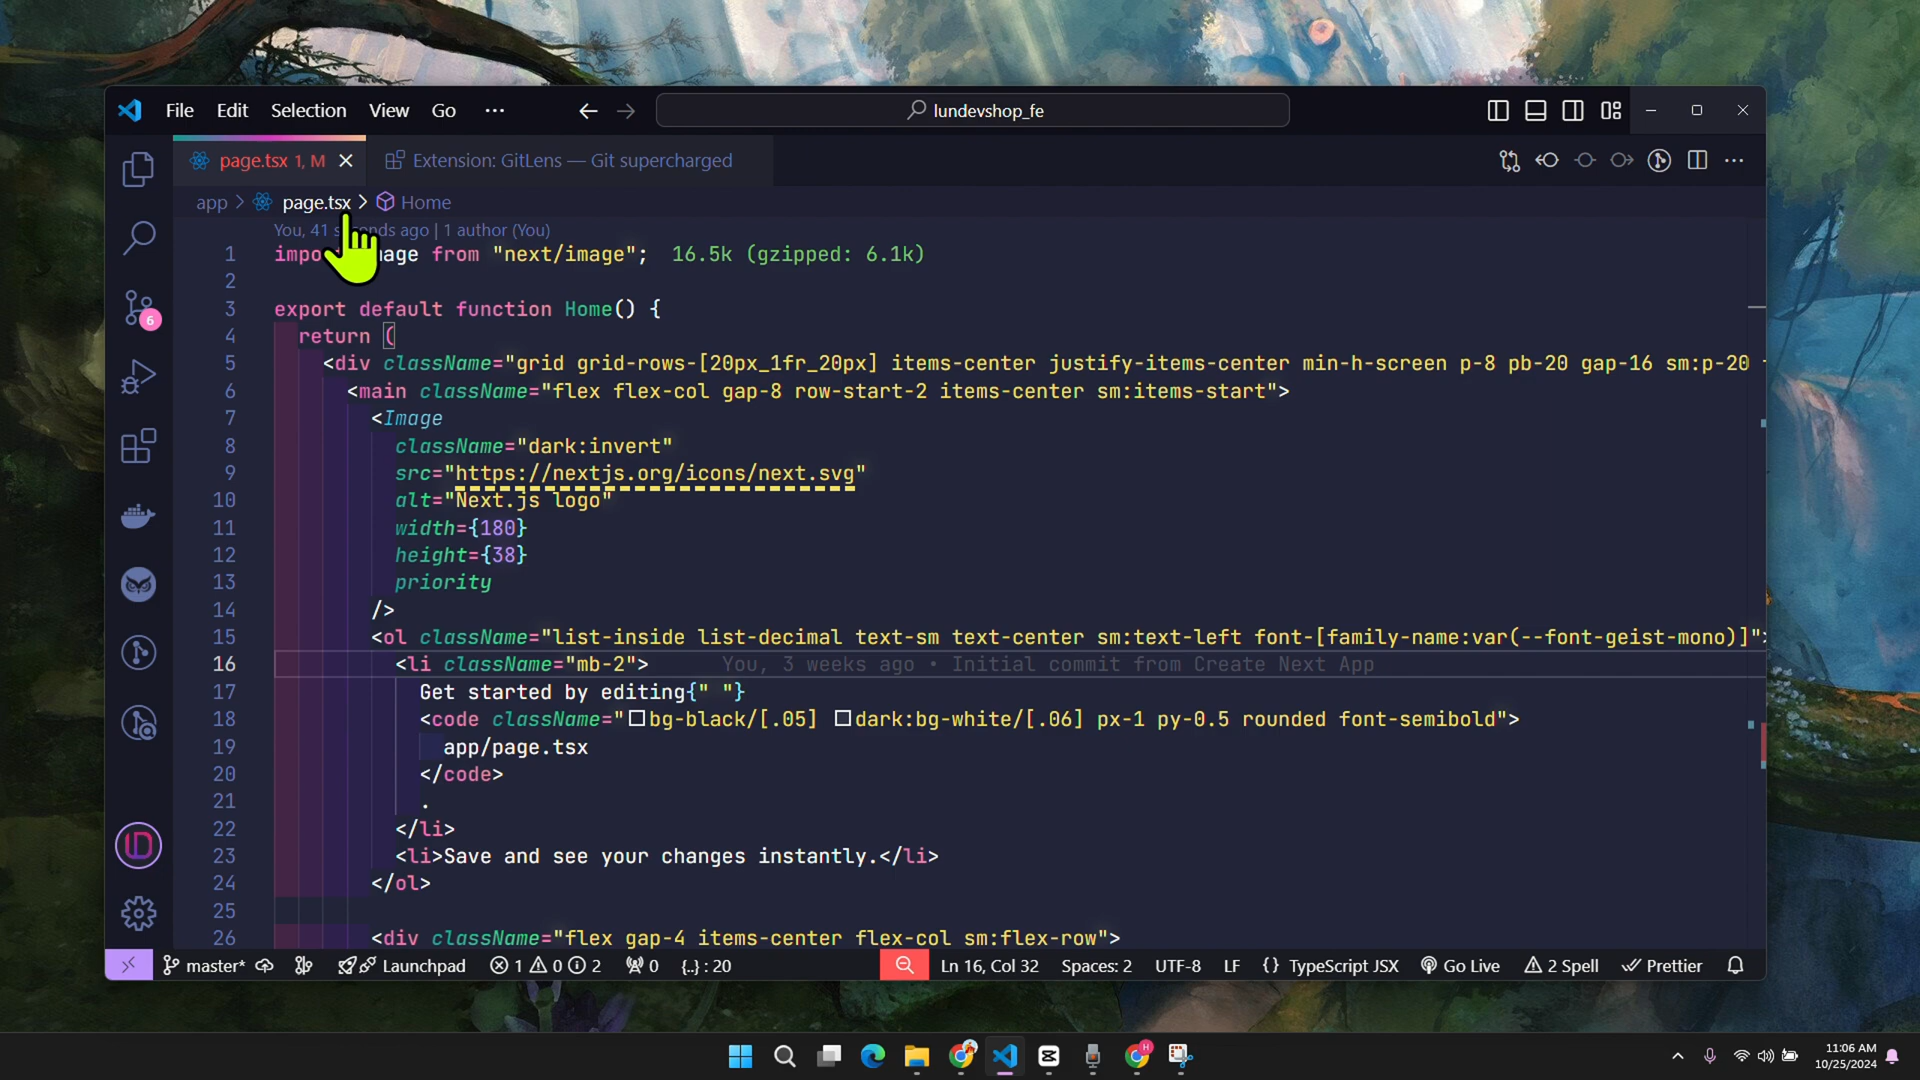 File Edit Selection View Go ··· lundevshop_fe
page.tsx 1, M Extension: GitLens — Git supercharged
app > page.tsx > Home
You, 41 s nds ago | 1 author (You)
1 impo mage from "next/image"; 16.5k (gzipped: 6.1k)
2
3 export default function Home() {
4 return (
5 <div className="grid grid-rows-[20px_1fr_20px] items-center justify-items-center min-h-screen p-8 pb-20 gap-16 sm:p-20
6 <main className="flex flex-col gap-8 row-start-2 items-center sm:items-start">
7 <Image
8 className="dark:invert"
9 src="https://nextjs.org/icons/next.svg"
10 alt="Next.js logo"
11 width={180}
12 height={38}
13 priority
14 />
15 <ol className="list-inside list-decimal text-sm text-center sm:text-left font-[family-name:var(--font-geist-mono)]">
16 <li className="mb-2"> You, 3 weeks ago • Initial commit from Create Next App
17 Get started by editing{" "}
18 <code className="bg-black/[.05] dark:bg-white/[.06] px-1 py-0.5 rounded font-semibold">
19 app/page.tsx
20 </code>
21 .
22 </li>
23 <li>Save and see your changes instantly.</li>
24 </ol>
25
26 <div className="flex gap-4 items-center flex-col sm:flex-row">
6
master* Launchpad 1 0 2 0 {..} : 20 Ln 16, Col 32 Spaces: 2 UTF-8 LF {} TypeScript JSX Go Live 2 Spell Prettier
11:06 AM
10/25/2024